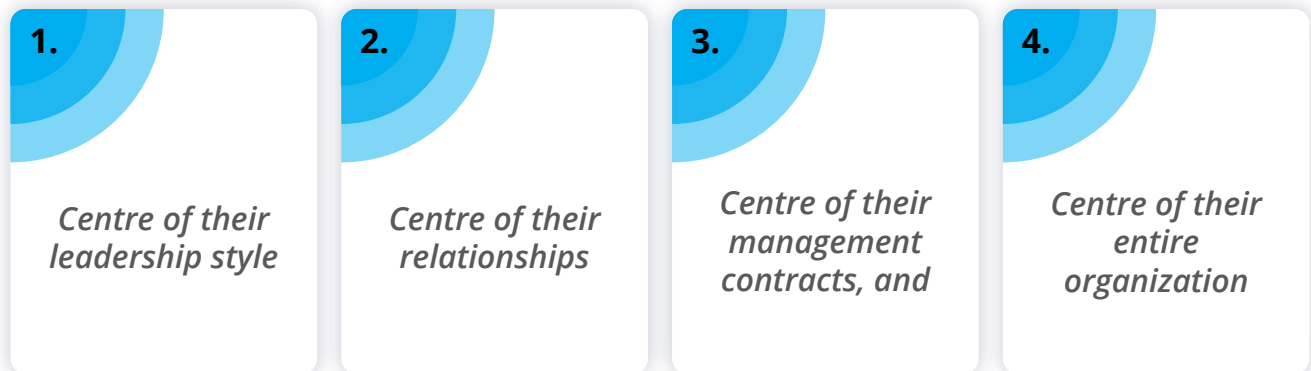 1.
Centre of their
leadership style
2.
Centre of their
relationships
3.
Centre of their
management
contracts, and
4.
Centre of their
entire
organization